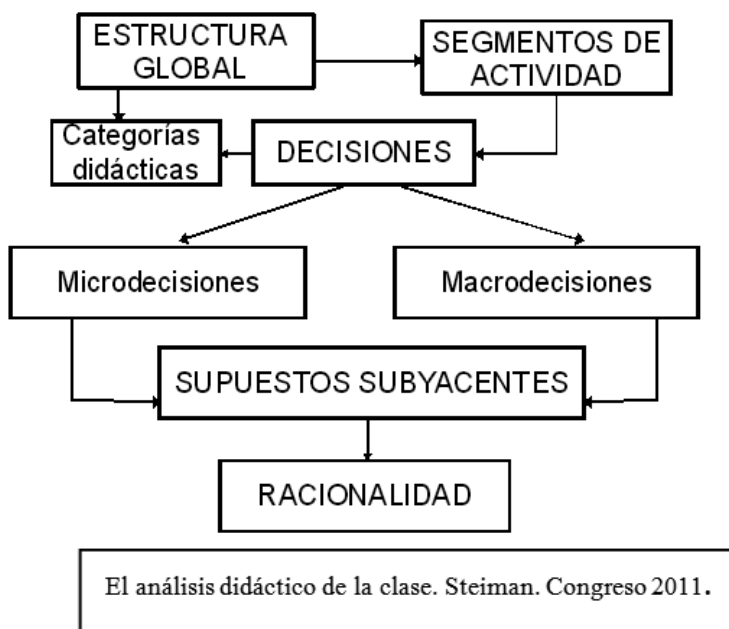 ESTRUCTURA
GLOBAL
SEGMENTOS DE
ACTIVIDAD
Categorías
didácticas
DECISIONES
Microdecisiones
Macrodecisiones
SUPUESTOS SUBYACENTES
RACIONALIDAD
El análisis didáctico de la clase. Steiman. Congreso 2011.